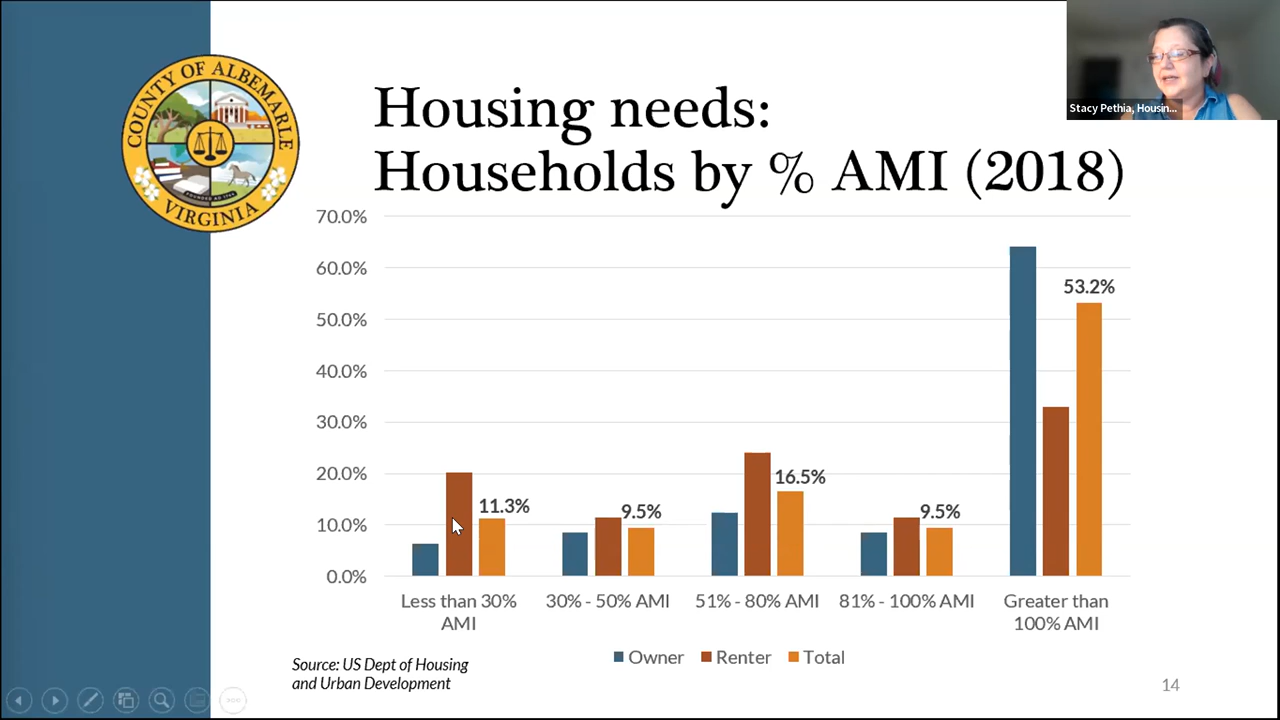 COUNTY OF ALBEMARLE
VIRGINIA
Housing needs:
Households by % AMI (2018)
Stacy Pethia, Housin...
70.0%
60.0%
50.0%
40.0%
30.0%
20.0%
10.0%
0.0%
11.3%
9.5%
16.5%
9.5%
53.2%
Less than 30%
AMI
30% - 50% AMI
51% - 80% AMI
81% - 100% AMI
Greater than
100% AMI
Owner
Renter
Total
Source: US Dept of Housing
and Urban Development
14